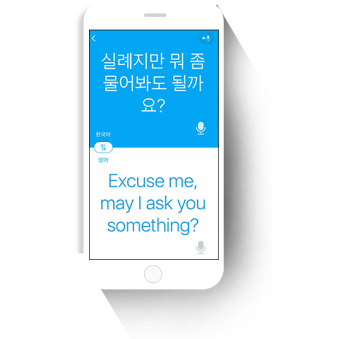 실례지만 뭐 좀
물어봐도 될까
요?
한국어
영어
Excuse me,
may I ask you
something?